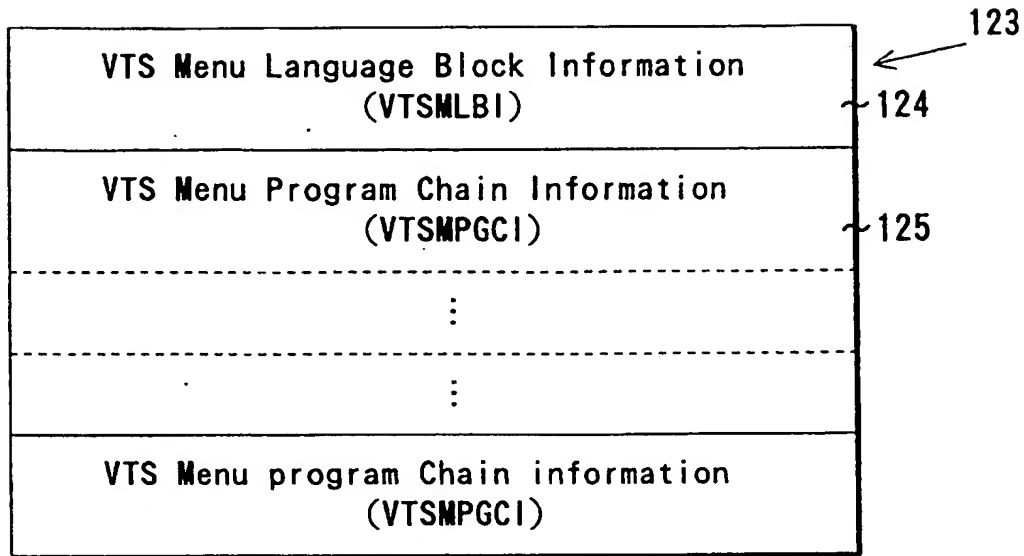 123
VTS Menu Language Block Information
(VTSMLBI)
124
VTS Menu Program Chain Information
(VTSMPGCI)
125
⋮
⋮
VTS Menu program Chain information
(VTSMPGCI)